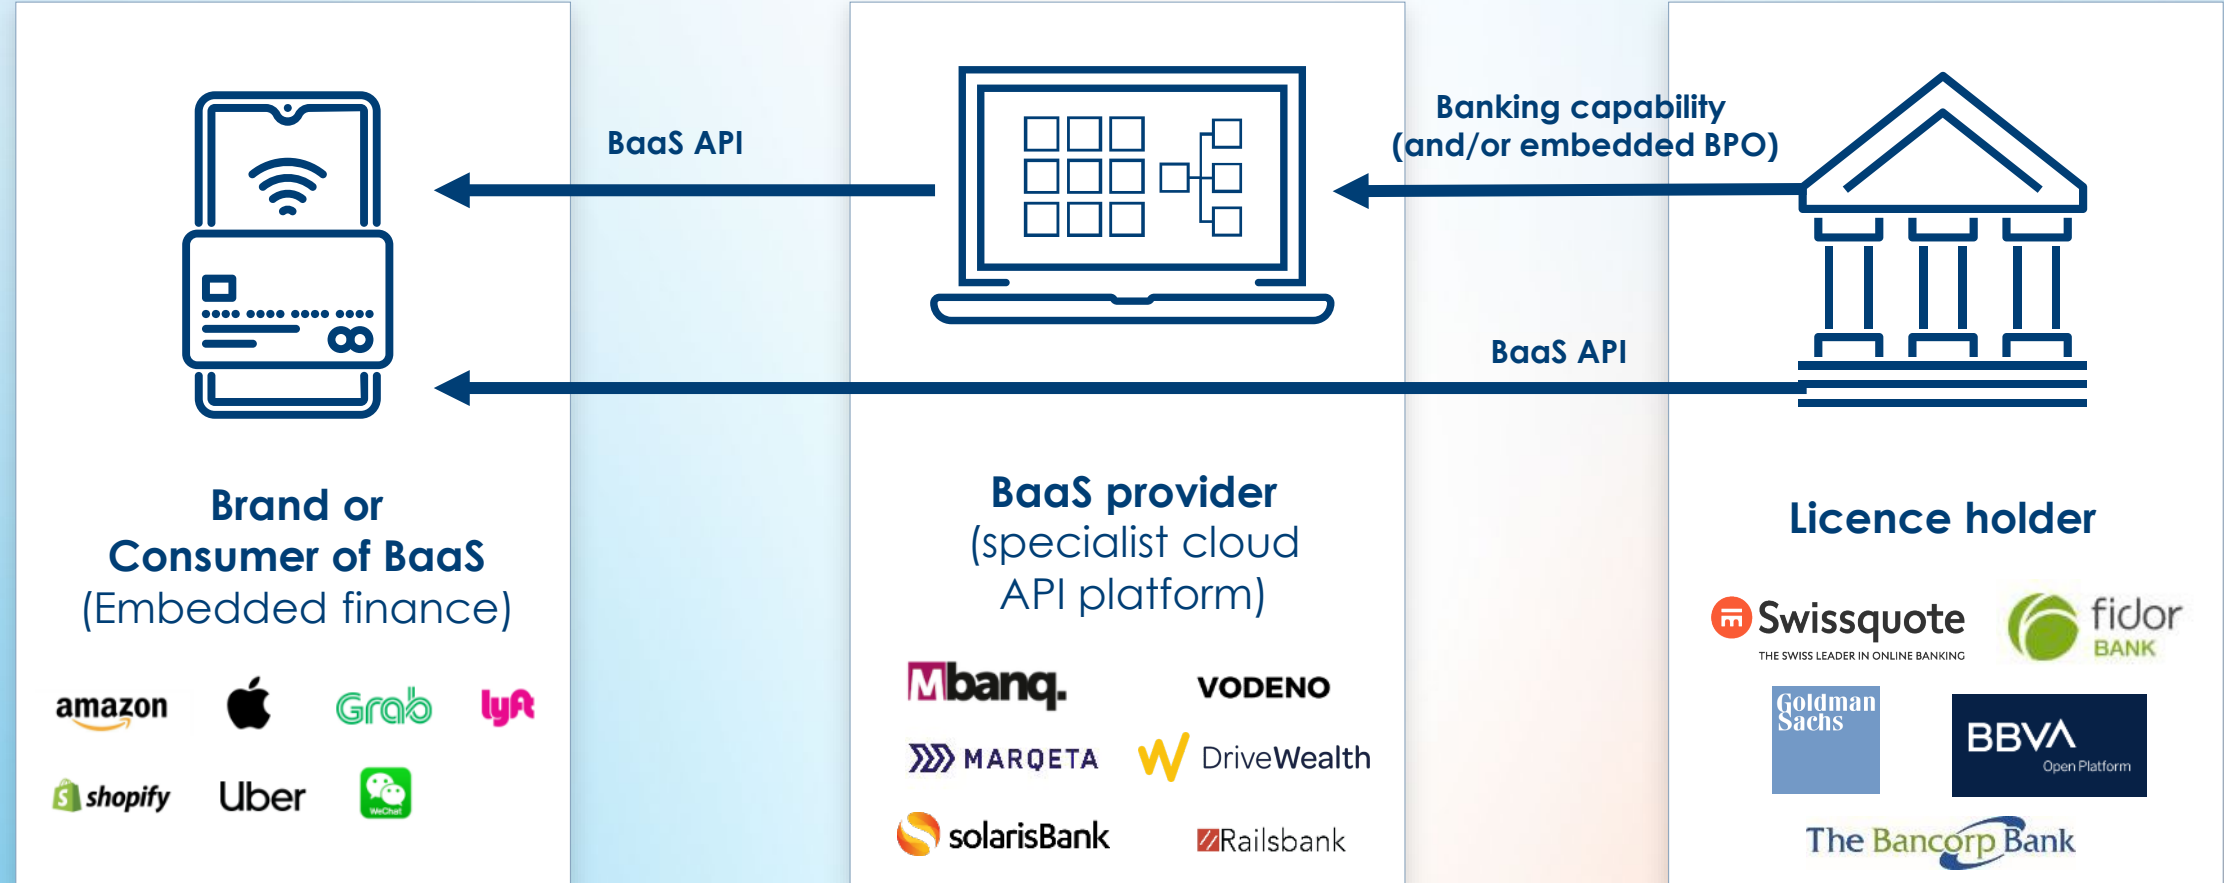 BaaS API
Banking capability
(and/or embedded BPO)
BaaS API
Brand or
Consumer of BaaS
(Embedded finance)
amazon
Grab
lyft
shopify
Uber
WeChat
BaaS provider
(specialist cloud
API platform)
Mbanq.
VODENO
MARQETA
DriveWealth
solarisBank
Railsbank
Licence holder
Swissquote
THE SWISS LEADER IN ONLINE BANKING
fidor
BANK
Goldman
Sachs
BBVA
Open Platform
The Bancorp Bank